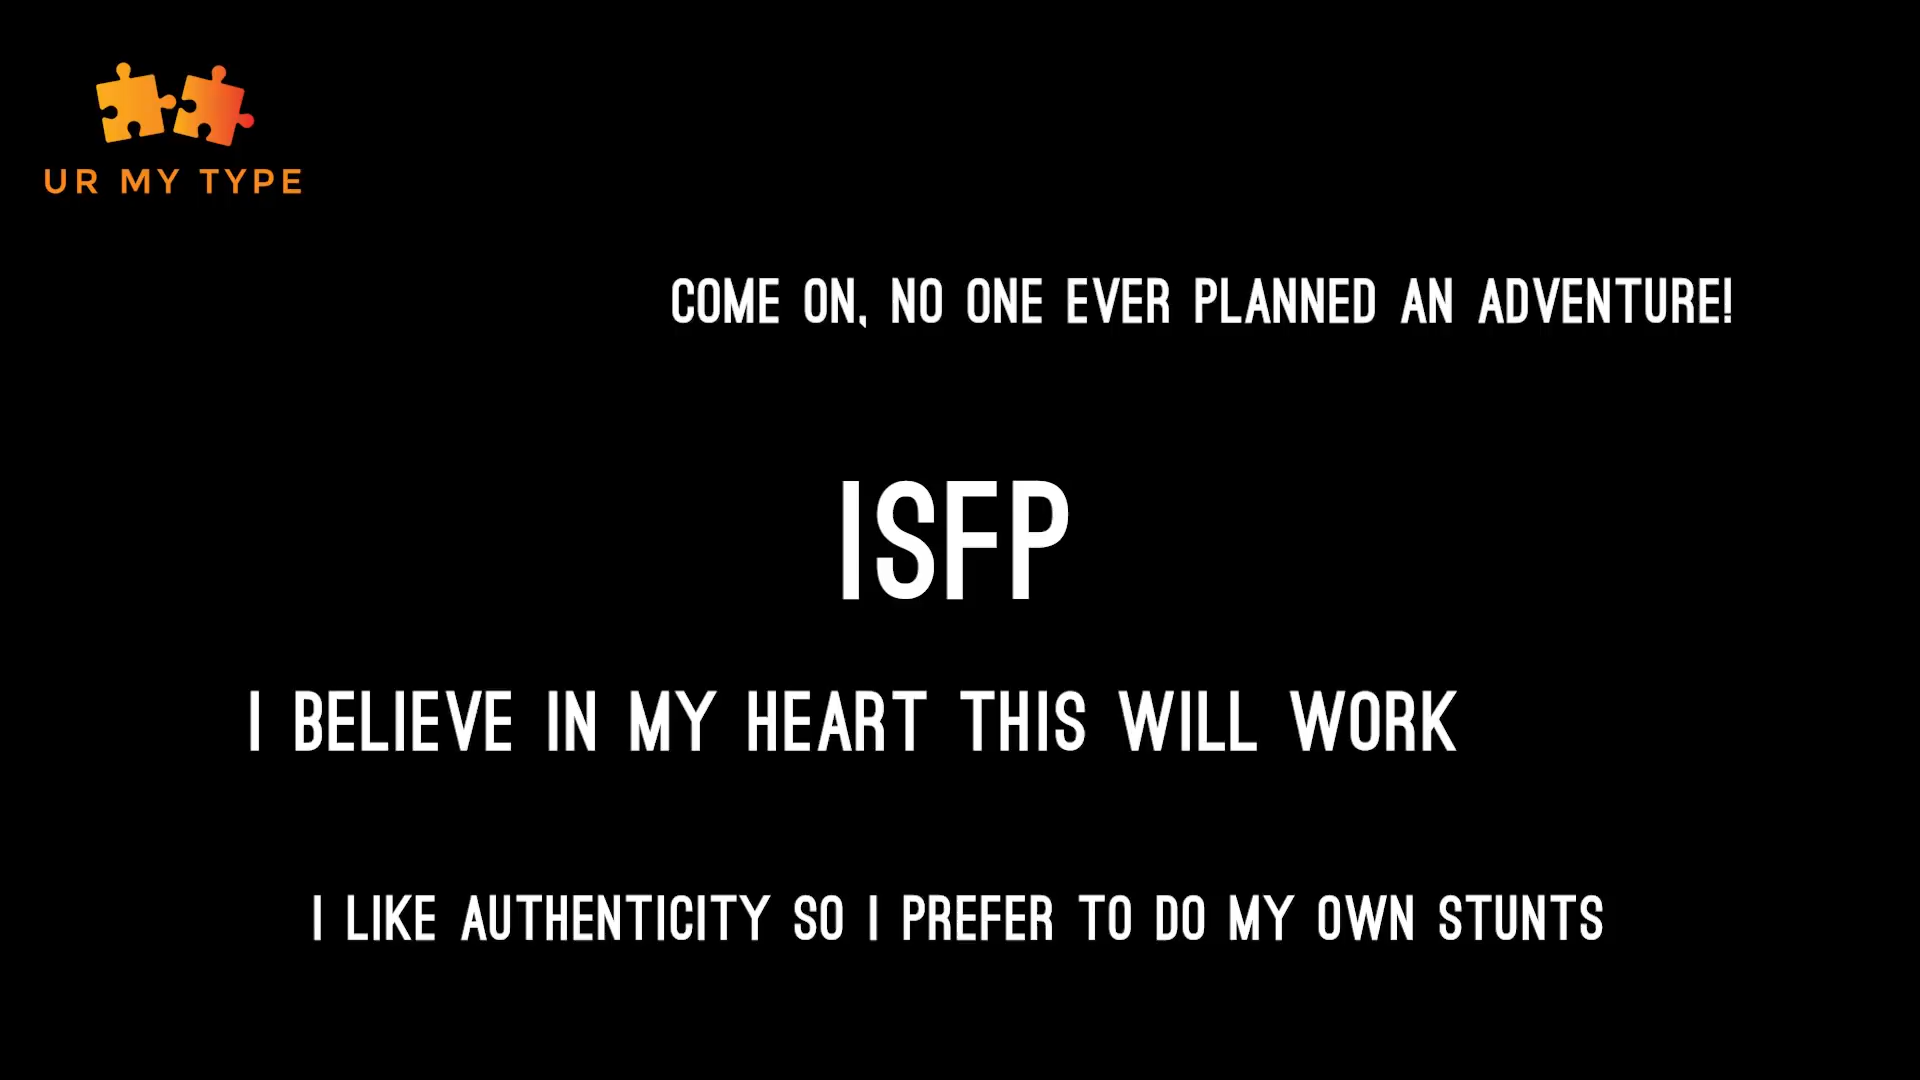 UR MY TYPE
COME ON, NO ONE EVER PLANNED AN ADVENTURE!
ISFP
I BELIEVE IN MY HEART THIS WILL WORK
I LIKE AUTHENTICITY SO I PREFER TO DO MY OWN STUNTS